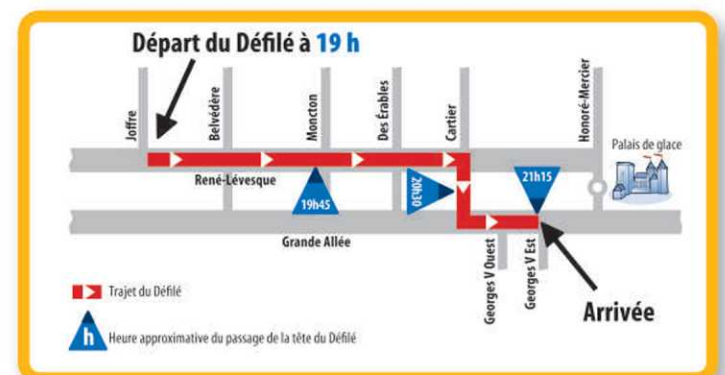 Départ du Défilé à 19 h
Joffre
Belvédère
Moncton
Des Érables
Cartier
Honoré-Mercier
Palais de glace
René-Lévesque
19h45
20h30
21h15
Grande Allée
Georges V Ouest
Georges V Est
Arrivée
Trajet du Défilé
h Heure approximative du passage de la tête du Défilé